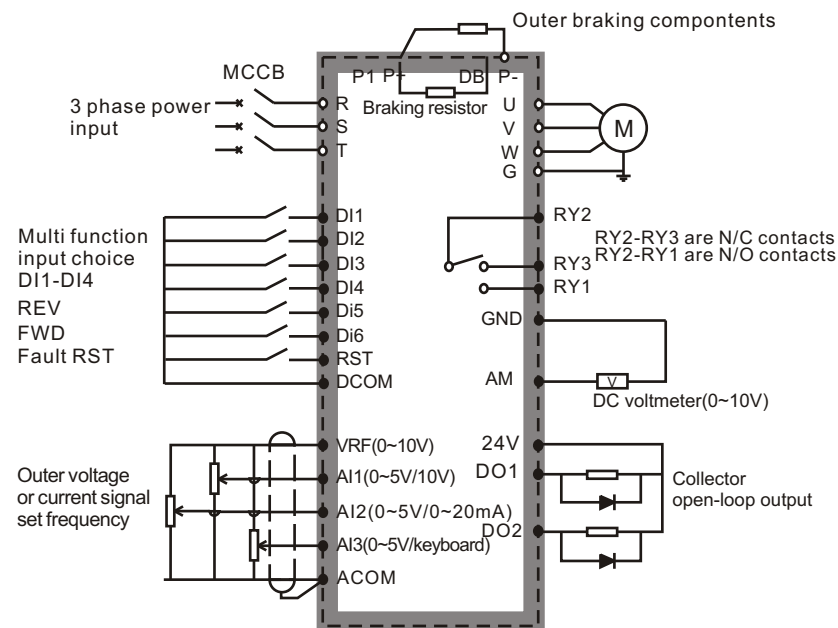 Outer braking compontents
MCCB
P1 P+ DB P-
3 phase power
input
Braking resistor
R
S
T
U
V
W
G
M
Multi function
input choice
DI1-DI4
REV
FWD
Fault RST
DI1
DI2
DI3
DI4
Di5
Di6
RST
DCOM
RY2
RY3
RY1
RY2-RY3 are N/C contacts
RY2-RY1 are N/O contacts
GND
AM
V
DC voltmeter(0~10V)
Outer voltage
or current signal
set frequency
VRF(0~10V)
AI1(0~5V/10V)
AI2(0~5V/0~20mA)
AI3(0~5V/keyboard)
ACOM
24V
DO1
DO2
Collector
open-loop output